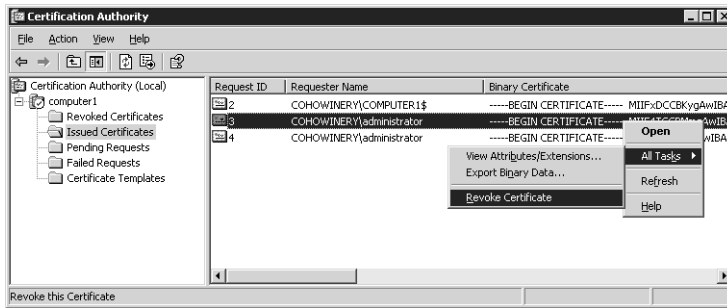 Certification Authority
File Action View Help
Certification Authority (Local)
computer1
Revoked Certificates
Issued Certificates
Pending Requests
Failed Requests
Certificate Templates
Request ID Requester Name Binary Certificate
2 COHOWINERY\COMPUTER1$ -----BEGIN CERTIFICATE----- MIIFxDCCBKygAwIBA
3 COHOWINERY\administrator -----BEGIN CERTIFICATE-----
4 COHOWINERY\administrator -----BEGIN CERTIFICATE-----
Open
All Tasks
Refresh
Help
View Attributes/Extensions...
Export Binary Data...
Revoke Certificate
Revoke this Certificate